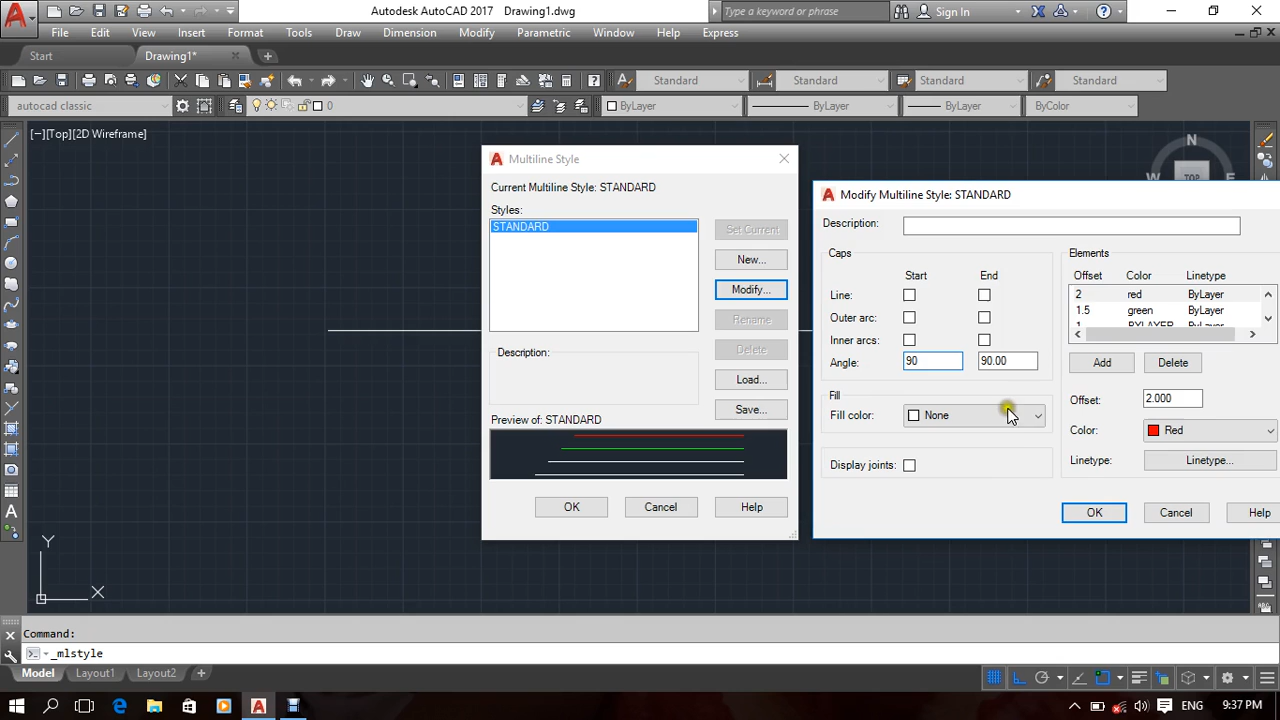 Autodesk AutoCAD 2017 Drawing1.dwg
Type a keyword or phrase
Sign In
File Edit View Insert Format Tools Draw Dimension Modify Parametric Window Help Express
Start Drawing1*
Standard Standard Standard Standard
autocad classic 0 ByLayer ByLayer ByLayer ByColor
[−][Top][2D Wireframe]
N
W TOP E
Multiline Style
Current Multiline Style: STANDARD
Styles:
STANDARD
Set Current
New...
Modify...
Rename
Delete
Load...
Save...
Description:
Preview of: STANDARD
OK Cancel Help
Modify Multiline Style: STANDARD
Description:
Caps
Start End
Line:
Outer arc:
Inner arcs:
Angle: 90 90.00
Fill
Fill color: None
Display joints:
Elements
Offset Color Linetype
2 red ByLayer
1.5 green ByLayer
1 BYLAYER ByLayer
Add Delete
Offset: 2.000
Color: Red
Linetype: Linetype...
OK Cancel Help
Y
X
Command:
_mlstyle
Model Layout1 Layout2
ENG 9:37 PM